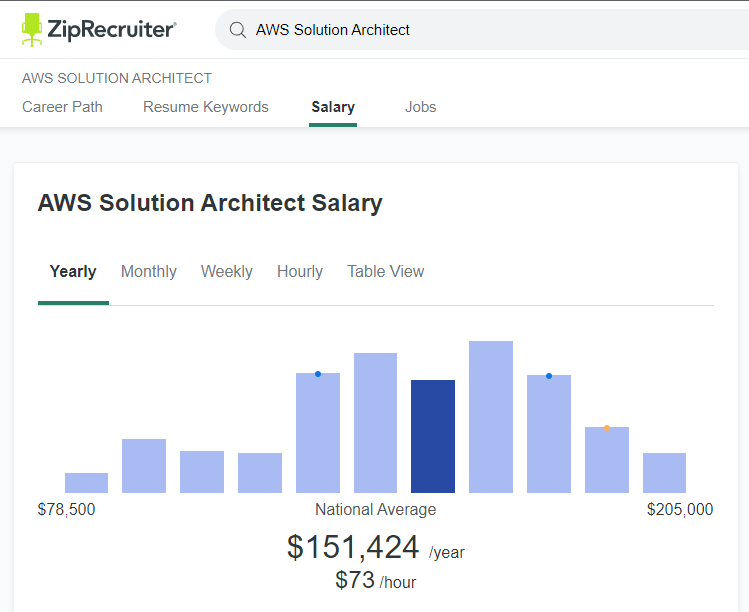 ZipRecruiter
AWS Solution Architect
AWS SOLUTION ARCHITECT
Career Path Resume Keywords Salary Jobs
AWS Solution Architect Salary
Yearly Monthly Weekly Hourly Table View
$78,500 National Average $205,000
$151,424 /year
$73 /hour